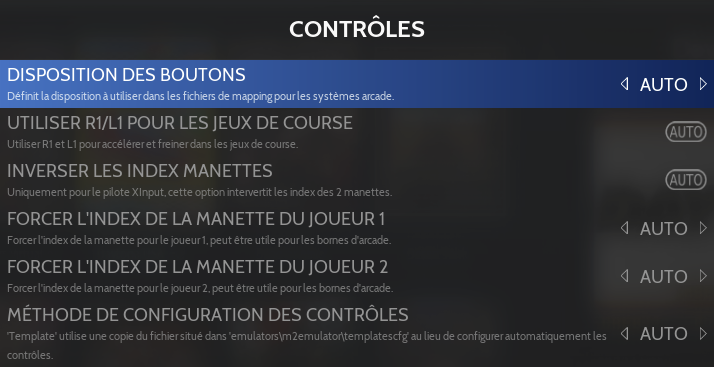 CONTRÔLES
DISPOSITION DES BOUTONS
AUTO
Définit la disposition à utiliser dans les fichiers de mapping pour les systèmes arcade.
UTILISER R1/L1 POUR LES JEUX DE COURSE
AUTO
Utiliser R1 et L1 pour accélérer et freiner dans les jeux de course.
INVERSER LES INDEX MANETTES
AUTO
Uniquement pour le pilote XInput, cette option intervertit les index des 2 manettes.
FORCER L'INDEX DE LA MANETTE DU JOUEUR 1
AUTO
Forcer l'index de la manette pour le joueur 1, peut être utile pour les bornes d'arcade.
FORCER L'INDEX DE LA MANETTE DU JOUEUR 2
AUTO
Forcer l'index de la manette pour le joueur 2, peut être utile pour les bornes d'arcade.
MÉTHODE DE CONFIGURATION DES CONTRÔLES
AUTO
'Template' utilise une copie du fichier situé dans 'emulators\m2emulator\templatescfg' au lieu de configurer automatiquement les
contrôles.